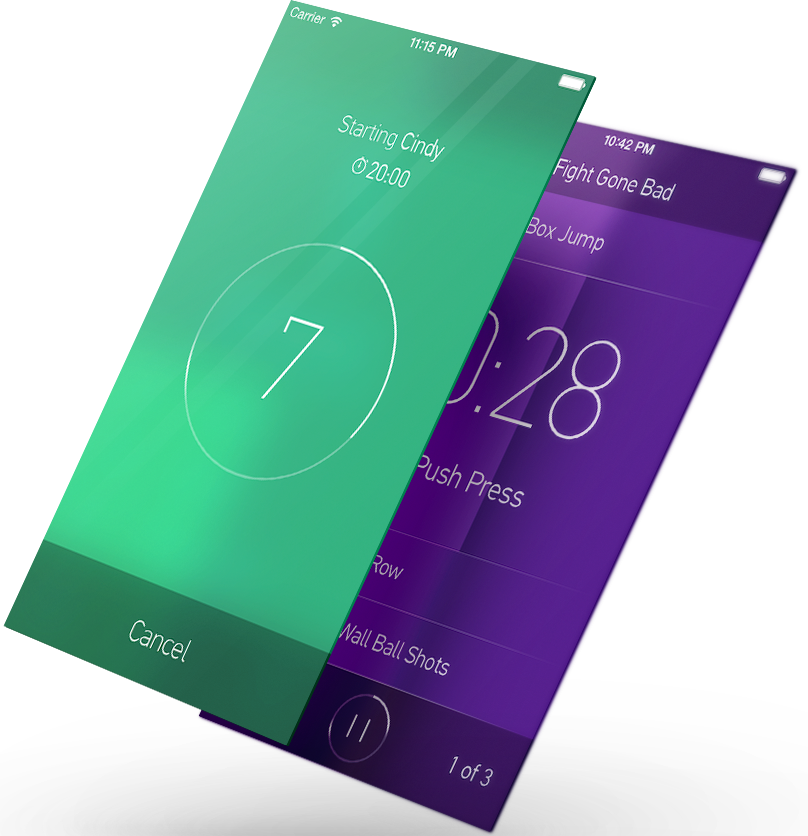 Carrier
11:15 PM
Starting Cindy
20:00
7
Cancel
10:42 PM
Fight Gone Bad
Box Jump
0:28
Push Press
Row
Wall Ball Shots
1 of 3